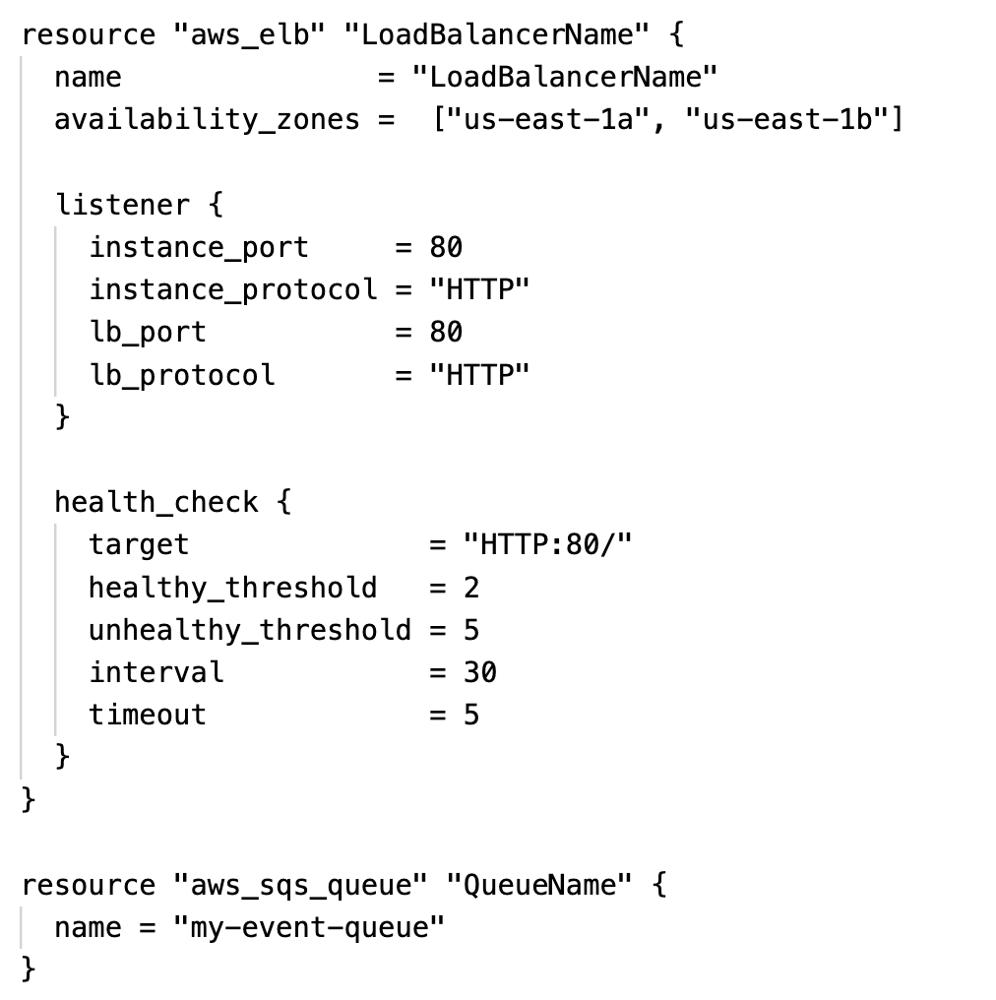 resource "aws_elb" "LoadBalancerName" {
  name               = "LoadBalancerName"
  availability_zones =  ["us-east-1a", "us-east-1b"]

  listener {
    instance_port     = 80
    instance_protocol = "HTTP"
    lb_port           = 80
    lb_protocol       = "HTTP"
  }

  health_check {
    target              = "HTTP:80/"
    healthy_threshold   = 2
    unhealthy_threshold = 5
    interval            = 30
    timeout             = 5
  }
}

resource "aws_sqs_queue" "QueueName" {
  name = "my-event-queue"
}